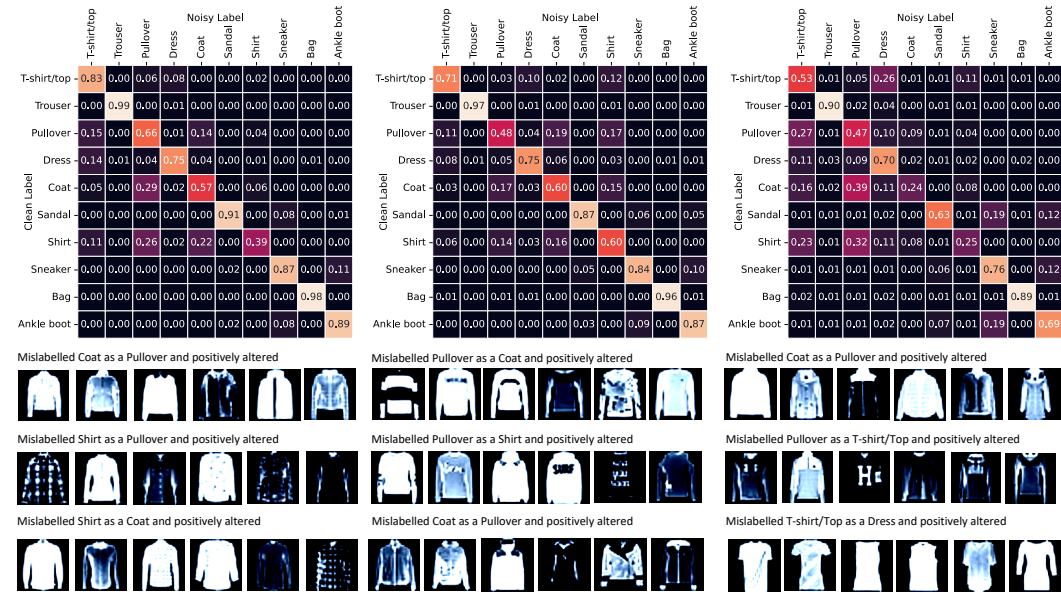 Noisy Label
T-shirt/top Trouser Pullover Dress Coat Sandal Shirt Sneaker Bag Ankle boot
Clean Label
T-shirt/top 0.83 0.00 0.06 0.08 0.00 0.00 0.02 0.00 0.00 0.00
Trouser 0.00 0.99 0.00 0.01 0.00 0.00 0.00 0.00 0.00 0.00
Pullover 0.15 0.00 0.66 0.01 0.14 0.00 0.04 0.00 0.00 0.00
Dress 0.14 0.01 0.04 0.75 0.04 0.00 0.01 0.00 0.01 0.00
Coat 0.05 0.00 0.29 0.02 0.57 0.00 0.06 0.00 0.00 0.00
Sandal 0.00 0.00 0.00 0.00 0.00 0.91 0.00 0.08 0.00 0.01
Shirt 0.11 0.00 0.26 0.02 0.22 0.00 0.39 0.00 0.00 0.00
Sneaker 0.00 0.00 0.00 0.00 0.00 0.02 0.00 0.87 0.00 0.11
Bag 0.00 0.00 0.00 0.00 0.00 0.00 0.00 0.00 0.98 0.00
Ankle boot 0.00 0.00 0.00 0.00 0.00 0.02 0.00 0.08 0.00 0.89
Mislabelled Coat as a Pullover and positively altered
Mislabelled Shirt as a Pullover and positively altered
Mislabelled Shirt as a Coat and positively altered
Noisy Label
T-shirt/top Trouser Pullover Dress Coat Sandal Shirt Sneaker Bag Ankle boot
Clean Label
T-shirt/top 0.71 0.00 0.03 0.10 0.02 0.00 0.12 0.00 0.00 0.00
Trouser 0.00 0.97 0.00 0.01 0.00 0.00 0.00 0.00 0.00 0.00
Pullover 0.11 0.00 0.48 0.04 0.19 0.00 0.17 0.00 0.00 0.00
Dress 0.08 0.01 0.05 0.75 0.06 0.00 0.03 0.00 0.02 0.00
Coat 0.03 0.00 0.17 0.03 0.60 0.00 0.15 0.00 0.00 0.00
Sandal 0.00 0.00 0.00 0.00 0.00 0.87 0.00 0.06 0.00 0.05
Shirt 0.06 0.00 0.14 0.03 0.16 0.00 0.60 0.00 0.00 0.00
Sneaker 0.00 0.00 0.00 0.00 0.00 0.05 0.00 0.84 0.00 0.10
Bag 0.01 0.00 0.01 0.01 0.00 0.00 0.01 0.00 0.96 0.01
Ankle boot 0.00 0.00 0.00 0.00 0.00 0.03 0.00 0.09 0.00 0.87
Mislabelled Pullover as a Coat and positively altered
Mislabelled Pullover as a Shirt and positively altered
SURF
Mislabelled Coat as a Pullover and positively altered
Noisy Label
T-shirt/top Trouser Pullover Dress Coat Sandal Shirt Sneaker Bag Ankle boot
Clean Label
T-shirt/top 0.53 0.01 0.05 0.26 0.01 0.01 0.11 0.01 0.01 0.00
Trouser 0.01 0.90 0.02 0.04 0.00 0.01 0.00 0.01 0.00 0.00
Pullover 0.27 0.01 0.47 0.10 0.09 0.01 0.04 0.01 0.00 0.00
Dress 0.11 0.03 0.09 0.70 0.02 0.00 0.01 0.02 0.02 0.00
Coat 0.16 0.02 0.39 0.11 0.24 0.00 0.08 0.00 0.00 0.00
Sandal 0.01 0.01 0.01 0.01 0.00 0.63 0.01 0.19 0.01 0.12
Shirt 0.23 0.01 0.32 0.11 0.08 0.01 0.25 0.00 0.00 0.00
Sneaker 0.01 0.01 0.01 0.01 0.00 0.06 0.01 0.76 0.00 0.12
Bag 0.02 0.01 0.01 0.02 0.00 0.01 0.01 0.01 0.89 0.01
Ankle boot 0.01 0.01 0.01 0.01 0.00 0.07 0.01 0.19 0.01 0.69
Mislabelled Coat as a Pullover and positively altered
Mislabelled Pullover as a T-shirt/Top and positively altered
H
Mislabelled T-shirt/Top as a Dress and positively altered